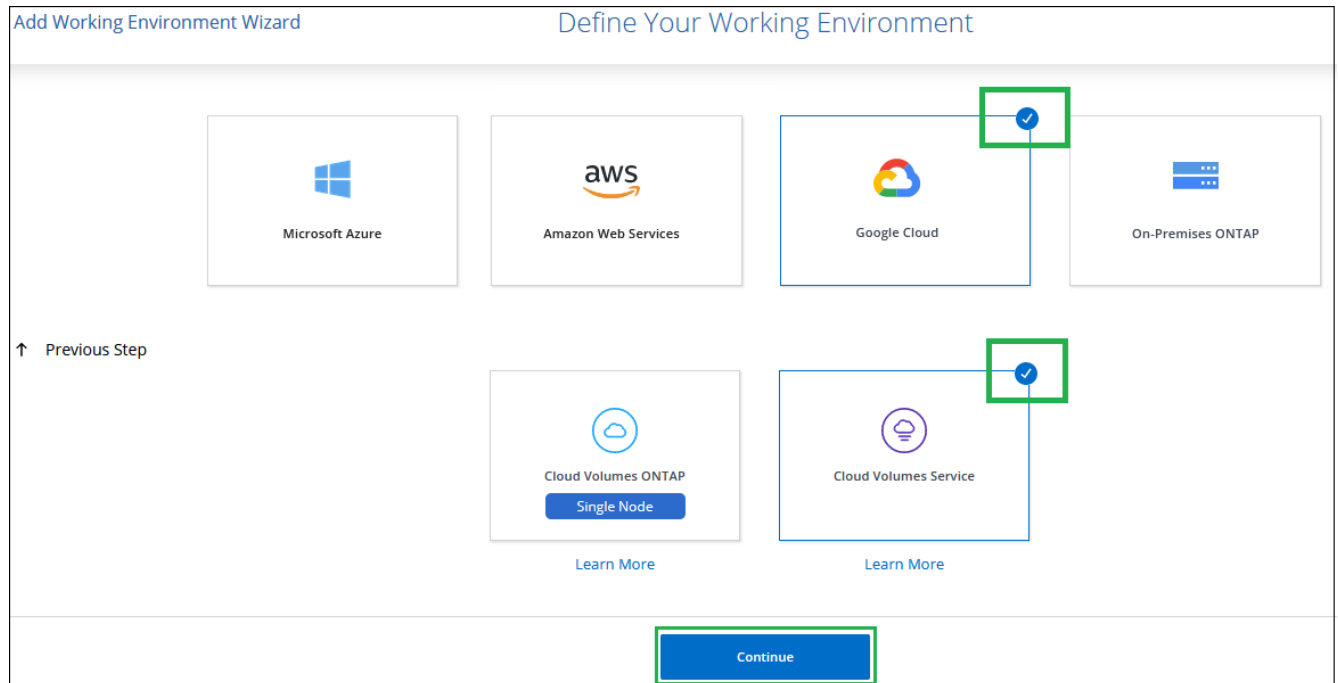 Add Working Environment Wizard
Define Your Working Environment
aws
Microsoft Azure
Amazon Web Services
Google Cloud
On-Premises ONTAP
↑ Previous Step
Cloud Volumes ONTAP
Single Node
Cloud Volumes Service
Learn More
Learn More
Continue